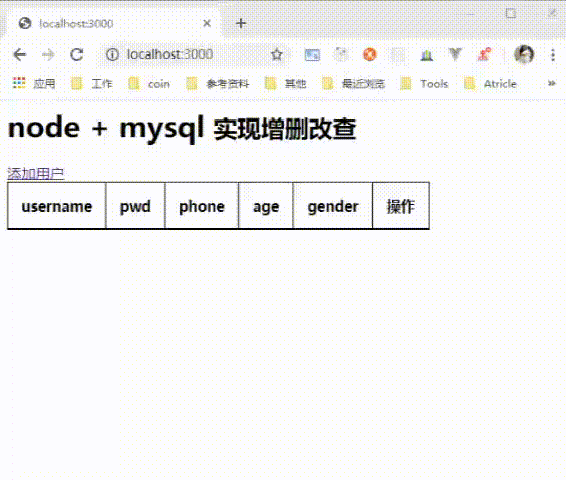 localhost:3000
localhost:3000
应用 工作 coin 参考资料 其他 最近浏览 Tools Atricle »
node + mysql 实现增删改查
添加用户
username pwd phone age gender 操作